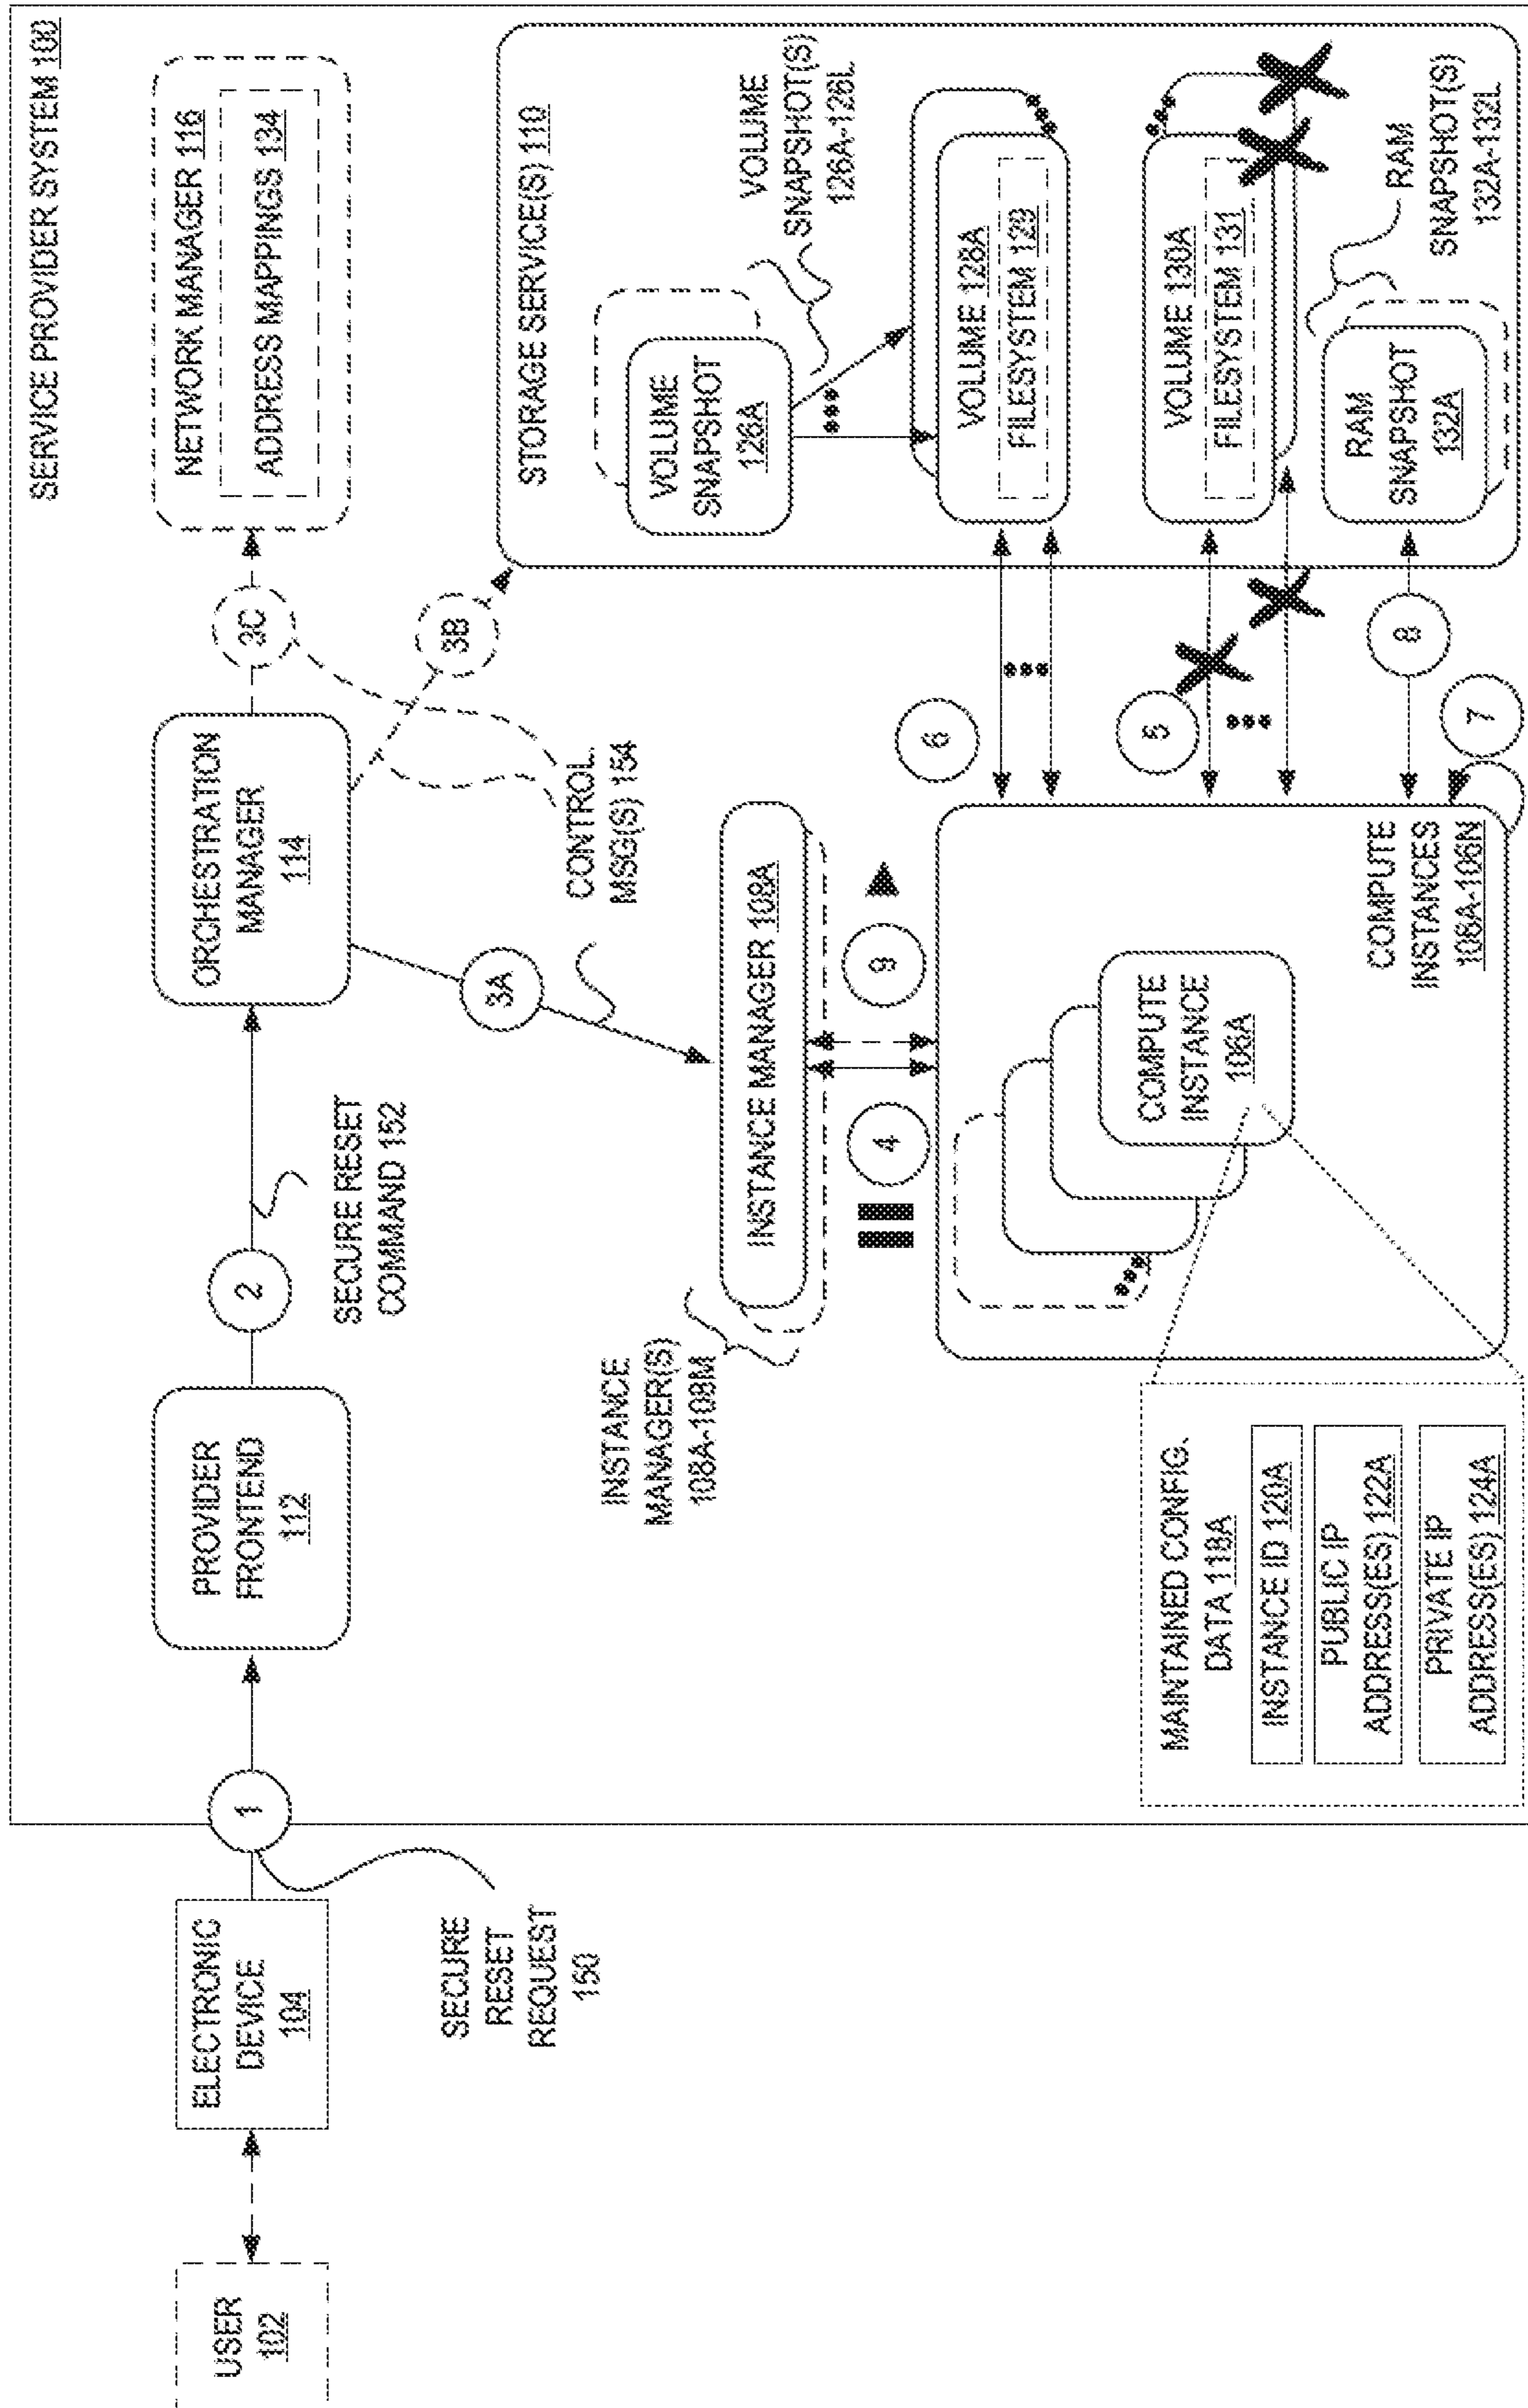 SERVICE PROVIDER SYSTEM 100
USER
102
ELECTRONIC
DEVICE
104
1
SECURE
RESET
REQUEST
150
PROVIDER
FRONTEND
112
2
SECURE RESET
COMMAND 152
ORCHESTRATION
MANAGER
114
3C
NETWORK MANAGER 116
ADDRESS MAPPINGS 134
3B
3A
CONTROL
MSG(S) 154
INSTANCE
MANAGER(S)
108A-108M
INSTANCE MANAGER 108A
4
9
COMPUTE
INSTANCE
106A
COMPUTE
INSTANCES
106A-106N
7
MAINTAINED CONFIG.
DATA 118A
INSTANCE ID 120A
PUBLIC IP
ADDRESS(ES) 122A
PRIVATE IP
ADDRESS(ES) 124A
6
5
8
STORAGE SERVICE(S) 110
VOLUME
SNAPSHOT
126A
VOLUME
SNAPSHOT(S)
126A-126L
VOLUME 128A
FILESYSTEM 129
VOLUME 130A
FILESYSTEM 131
RAM
SNAPSHOT
132A
RAM
SNAPSHOT(S)
132A-132L